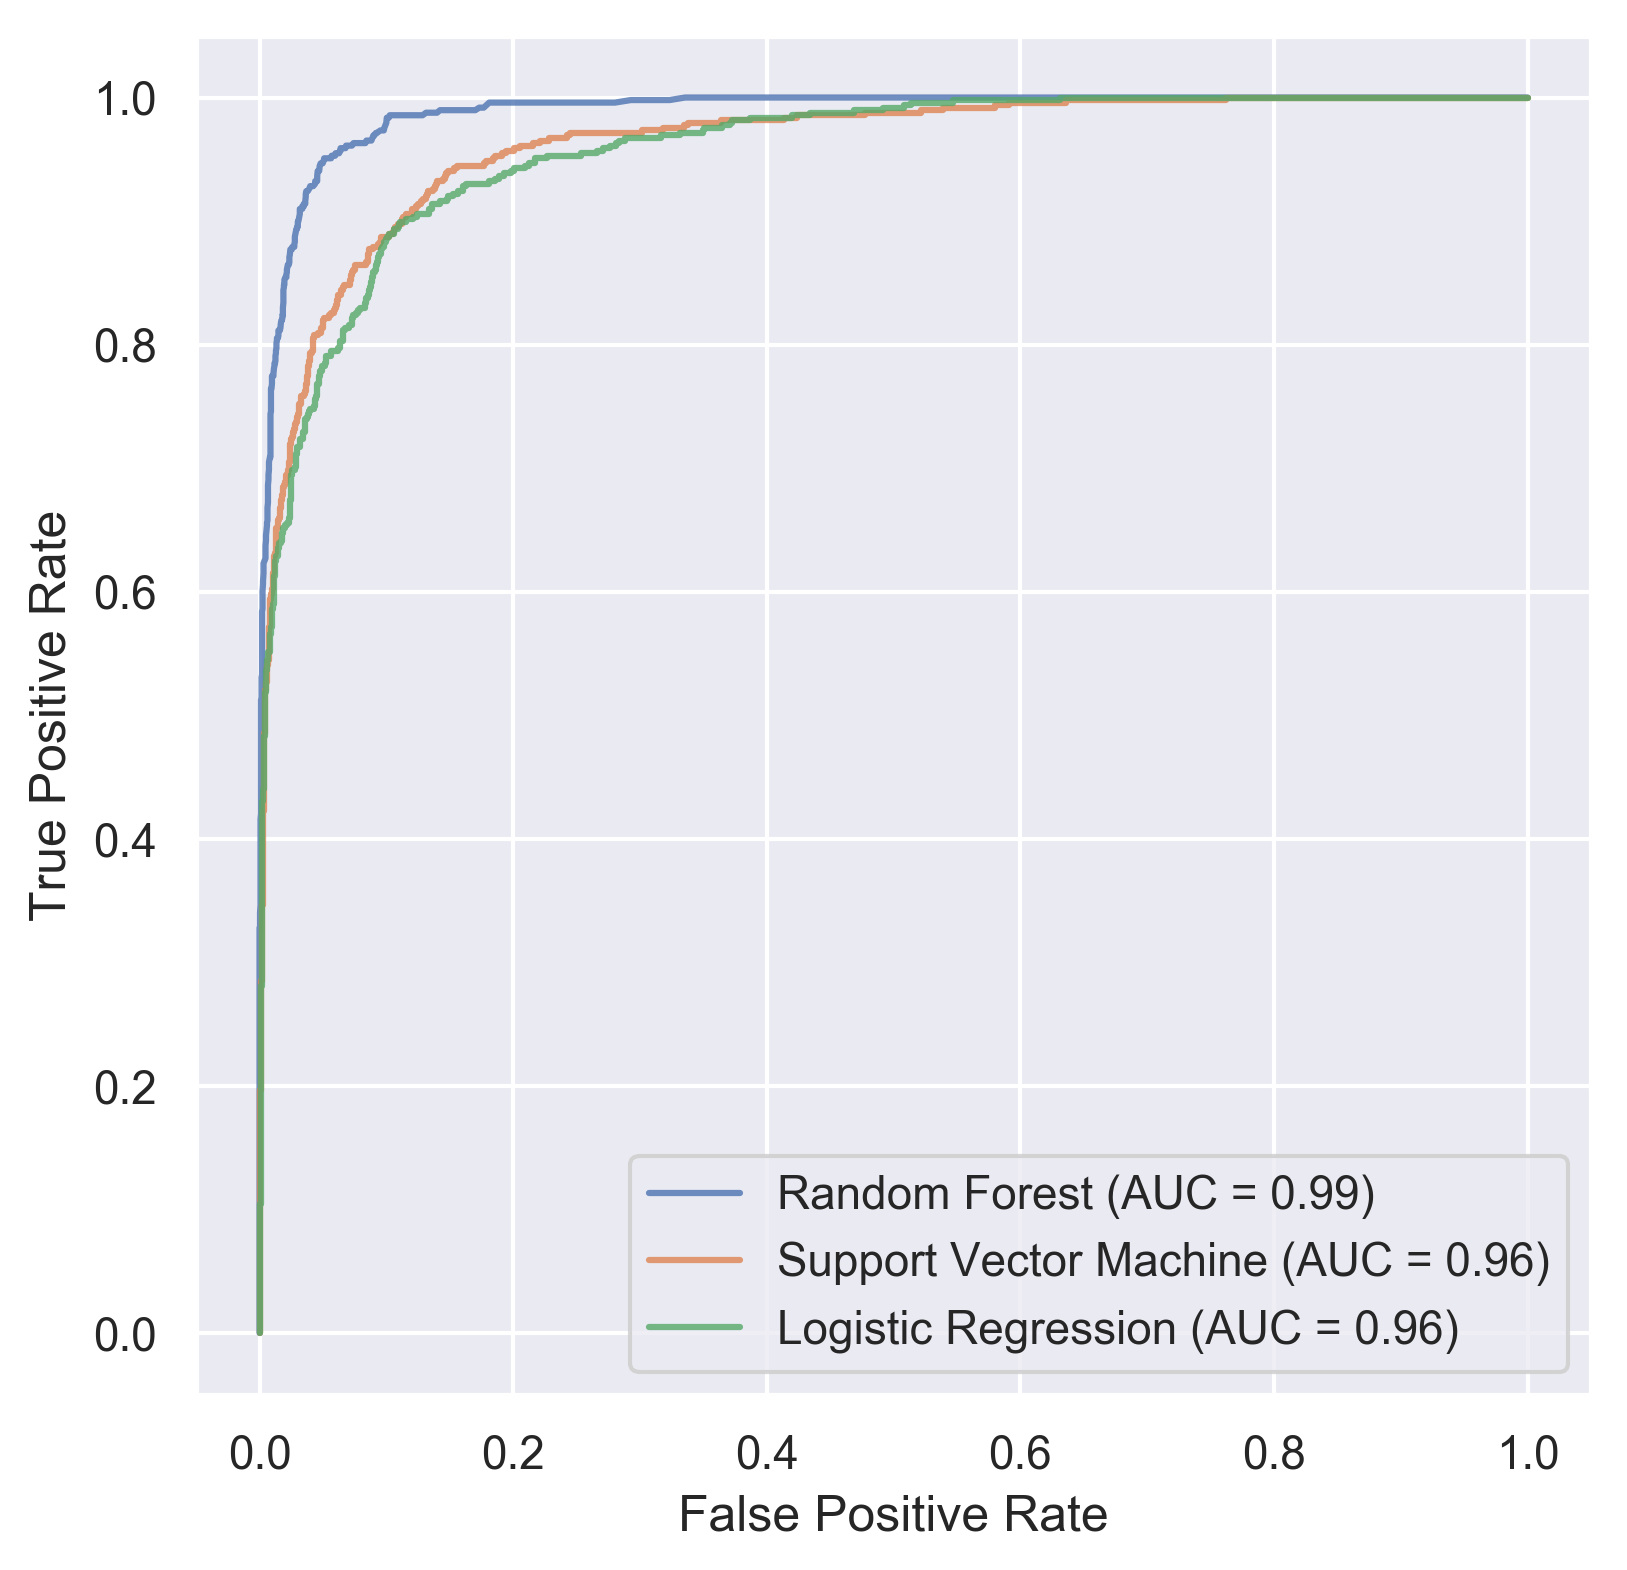 1.0
0.8
0.6
0.4
0.2
0.0
True Positive Rate
Random Forest (AUC = 0.99)
Support Vector Machine (AUC = 0.96)
Logistic Regression (AUC = 0.96)
0.0 0.2 0.4 0.6 0.8 1.0
False Positive Rate